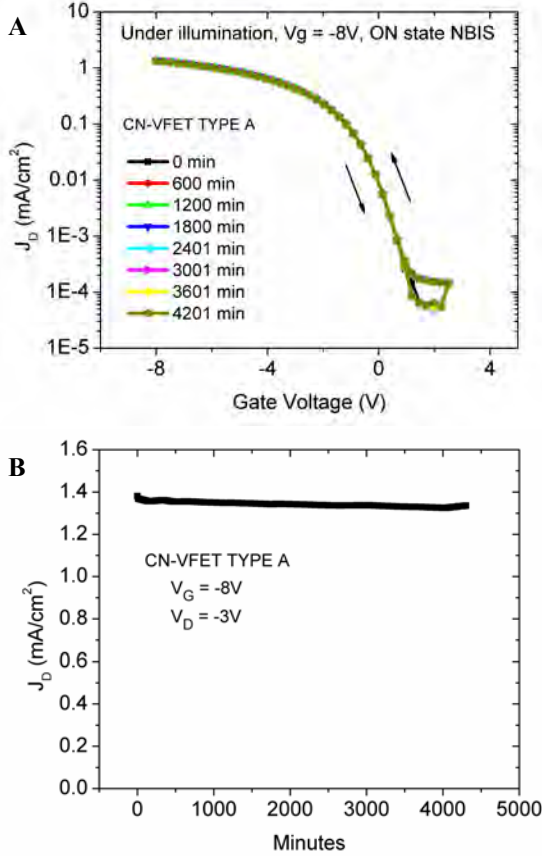 A
Under illumination, Vg = -8V, ON state NBIS
CN-VFET TYPE A
0 min
600 min
1200 min
1800 min
2401 min
3001 min
3601 min
4201 min
J_D (mA/cm²)
10
1
0.1
0.01
1E-3
1E-4
1E-5
-8
-4
0
4
Gate Voltage (V)
B
J_D (mA/cm²)
1.6
1.4
1.2
1.0
0.8
0.6
0.4
0.2
0.0
CN-VFET TYPE A
V_G = -8V
V_D = -3V
0
1000
2000
3000
4000
5000
Minutes